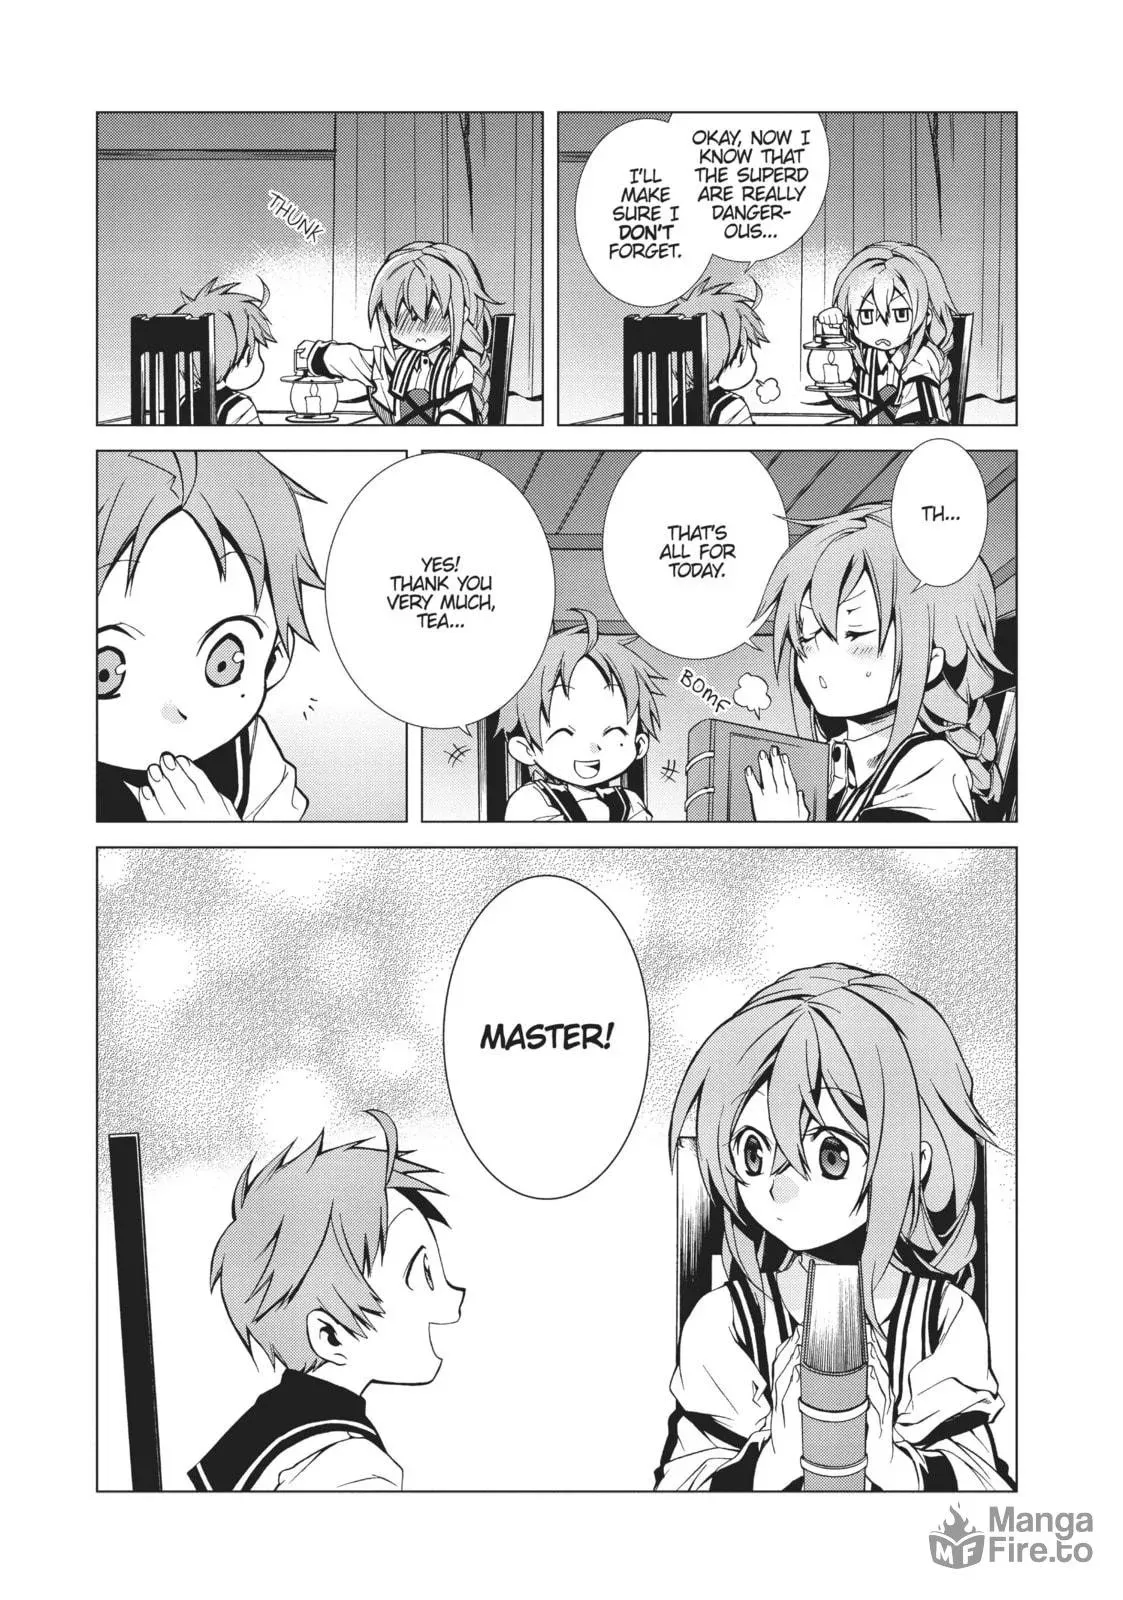 OKAY, NOW I
KNOW THAT
THE SUPERD
ARE REALLY
DANGER-
OUS...
I'LL
MAKE
SURE I
DON'T
FORGET.
THUNK
TH...
THAT'S
ALL FOR
TODAY.
BOMF
YES!
THANK YOU
VERY MUCH,
TEA...
MASTER!
Manga
Fire.to
MF